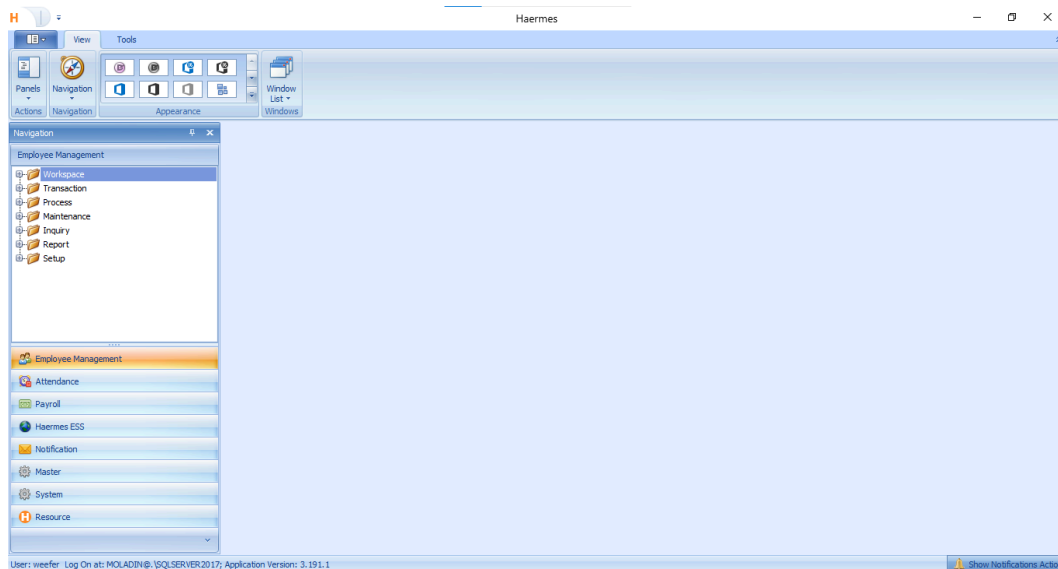 H
Haermes
View Tools
Panels Navigation Window
List
Actions Navigation Appearance Windows
Navigation
Employee Management
Workspace
Transaction
Process
Maintenance
Inquiry
Report
Setup
Employee Management
Attendance
Payroll
Haermes ESS
Notification
Master
System
Resource
User: weefer Log On at: MOLADIN@.\SQLSERVER2017; Application Version: 3.191.1
Show Notifications Actio